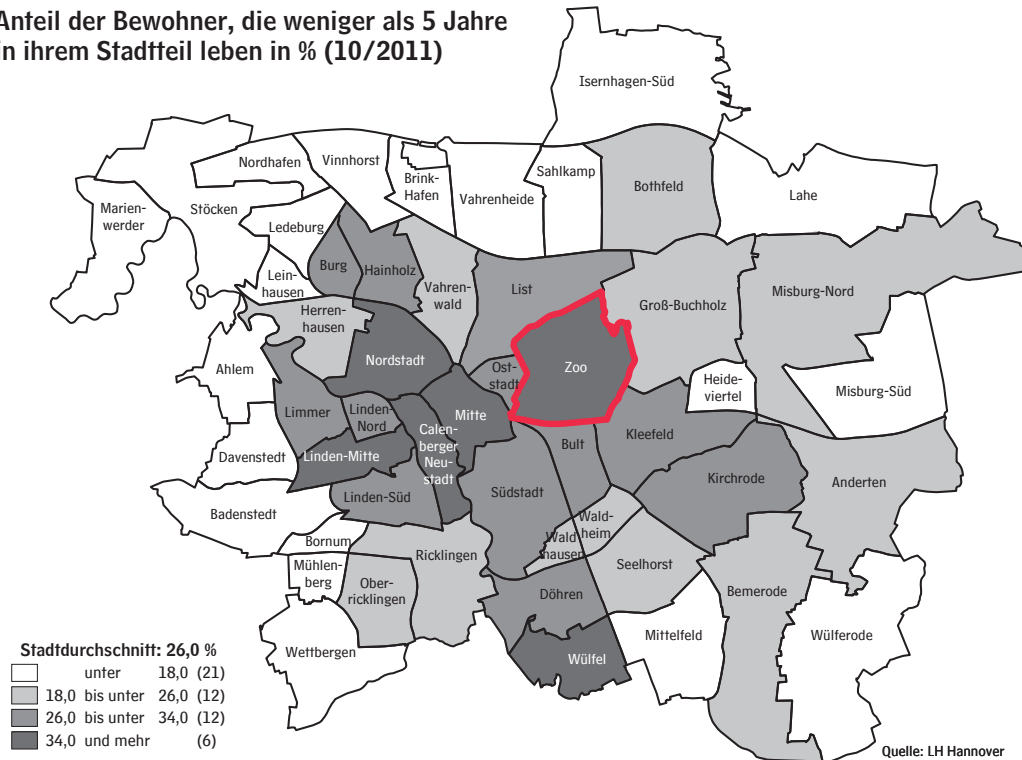 Anteil der Bewohner, die weniger als 5 Jahre
in ihrem Stadtteil leben in % (10/2011)
Isernhagen-Süd
Nordhafen
Vinnhorst
Brink-
Hafen
Vahrenheide
Sahlkamp
Bothfeld
Lahe
Marien-
werder
Stöcken
Ledeburg
Burg
Hainholz
Lein-
hausen
Vahren-
wald
List
Groß-Buchholz
Misburg-Nord
Herren-
hausen
Nordstadt
Ost-
stadt
Zoo
Heide-
viertel
Misburg-Süd
Ahlem
Limmer
Linden-
Nord
Mitte
Calen-
berger
Neu-
stadt
Bult
Kleefeld
Davenstedt
Linden-Mitte
Linden-Süd
Südstadt
Kirchrode
Anderten
Badenstedt
Bornum
Wald-
heim
Wald
hausen
Ricklingen
Seelhorst
Mühlen-
berg
Ober-
ricklingen
Döhren
Bemerode
Wettbergen
Wülfel
Mittelfeld
Wülferode
Stadtdurchschnitt: 26,0 %
unter 18,0 (21)
18,0 bis unter 26,0 (12)
26,0 bis unter 34,0 (12)
34,0 und mehr (6)
Quelle: LH Hannover